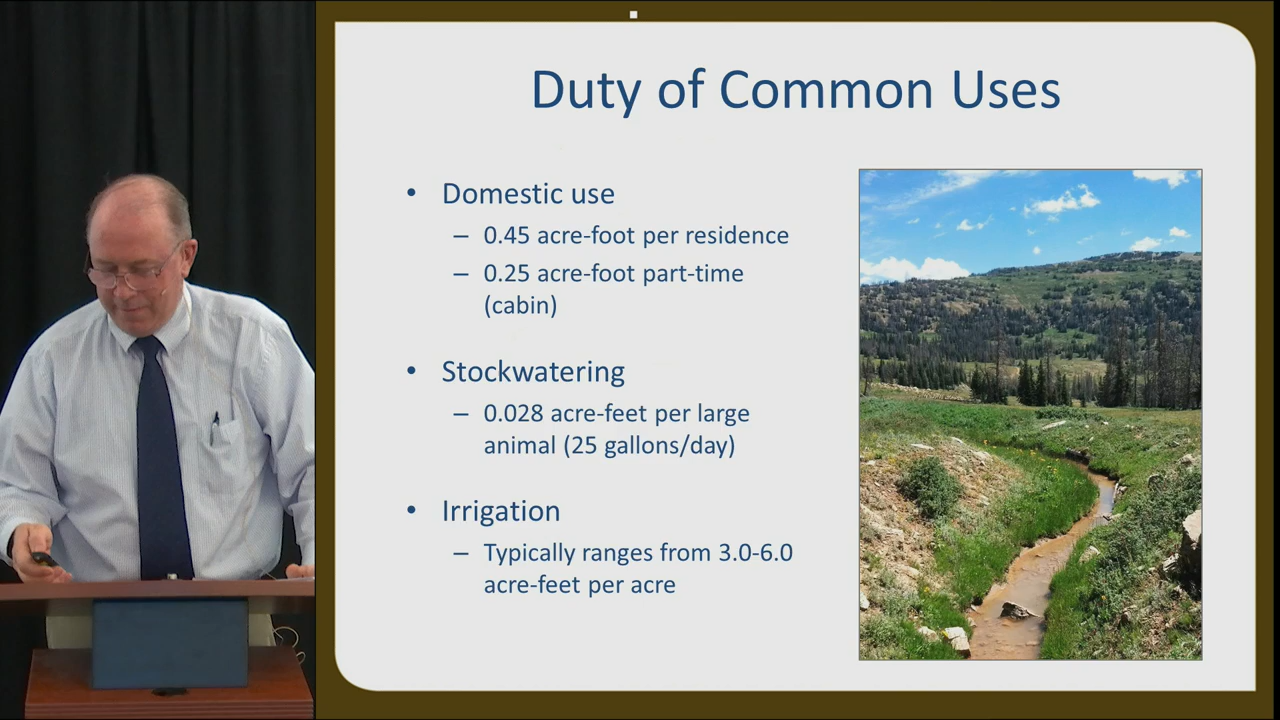 Duty of Common Uses
• Domestic use
– 0.45 acre-foot per residence
– 0.25 acre-foot part-time
(cabin)
• Stockwatering
– 0.028 acre-feet per large
animal (25 gallons/day)
• Irrigation
– Typically ranges from 3.0-6.0
acre-feet per acre